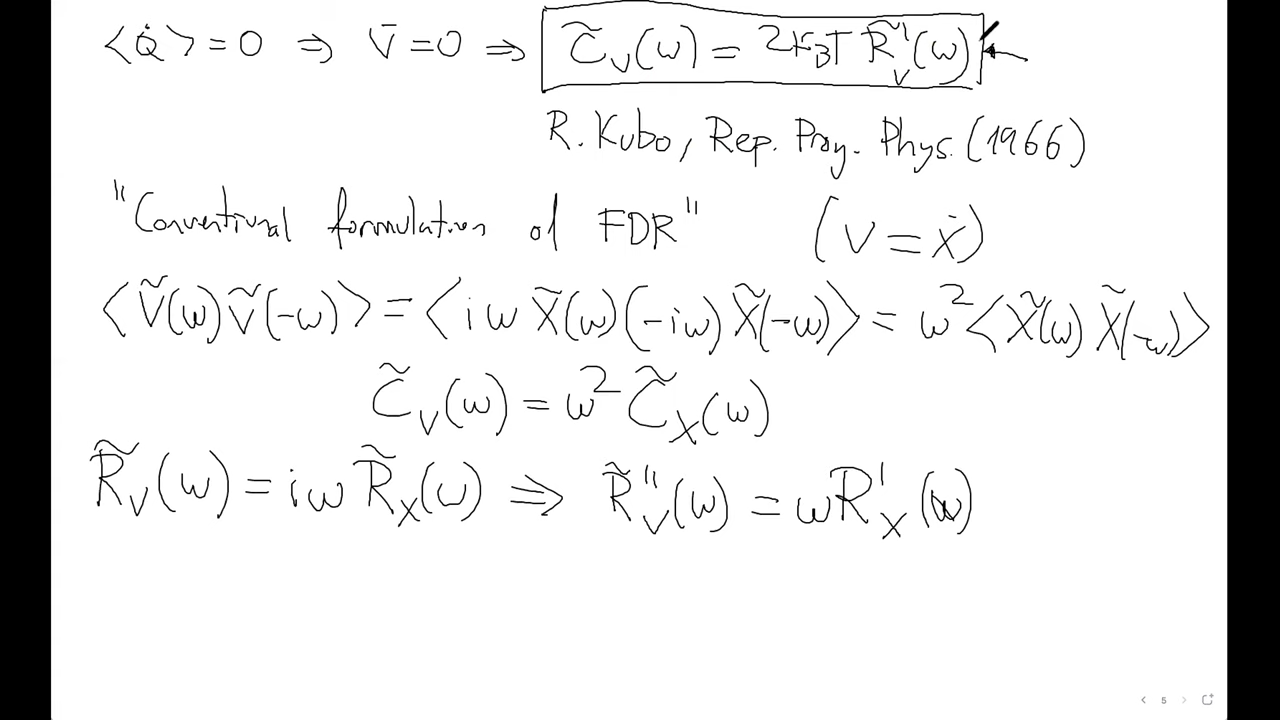 ⟨Q̇⟩ = 0 ⇒ V̄ = 0 ⇒ C̃_V(ω) = 2k_BT R̃'_V(ω) ←
R. Kubo, Rep. Prog. Phys. (1966)
"Conventional formulation of FDR" (V = ẋ)
⟨Ṽ(ω)Ṽ(-ω)⟩ = ⟨iω X̃(ω)(-iω)X̃(-ω)⟩ = ω²⟨X̃(ω) X̃(-ω)⟩
C̃_V(ω) = ω² C̃_X(ω)
R̃_V(ω) = iω R̃_X(ω) ⇒ R̃''_V(ω) = ωR'_X(ω)
5